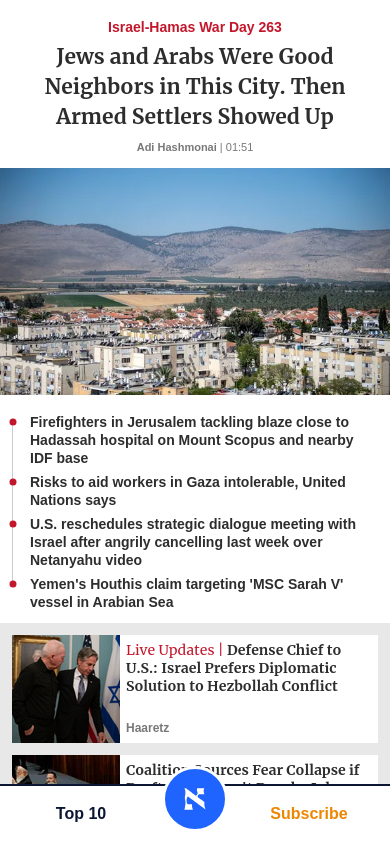 Israel-Hamas War Day 263
Jews and Arabs Were Good
Neighbors in This City. Then
Armed Settlers Showed Up
Adi Hashmonai | 01:51
Firefighters in Jerusalem tackling blaze close to
Hadassah hospital on Mount Scopus and nearby
IDF base
Risks to aid workers in Gaza intolerable, United
Nations says
U.S. reschedules strategic dialogue meeting with
Israel after angrily cancelling last week over
Netanyahu video
Yemen's Houthis claim targeting 'MSC Sarah V'
vessel in Arabian Sea
Live Updates | Defense Chief to
U.S.: Israel Prefers Diplomatic
Solution to Hezbollah Conflict
Haaretz
Coalition Sources Fear Collapse if
Top 10
Subscribe